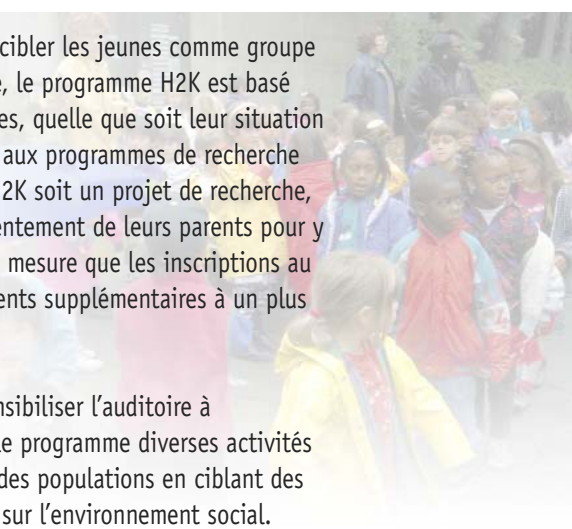 cibler les jeunes comme groupe
, le programme H2K est basé
es, quelle que soit leur situation
aux programmes de recherche
2K soit un projet de recherche,
entement de leurs parents pour y
mesure que les inscriptions au
ents supplémentaires à un plus
nsibiliser l’auditoire à
le programme diverses activités
des populations en ciblant des
sur l’environnement social.